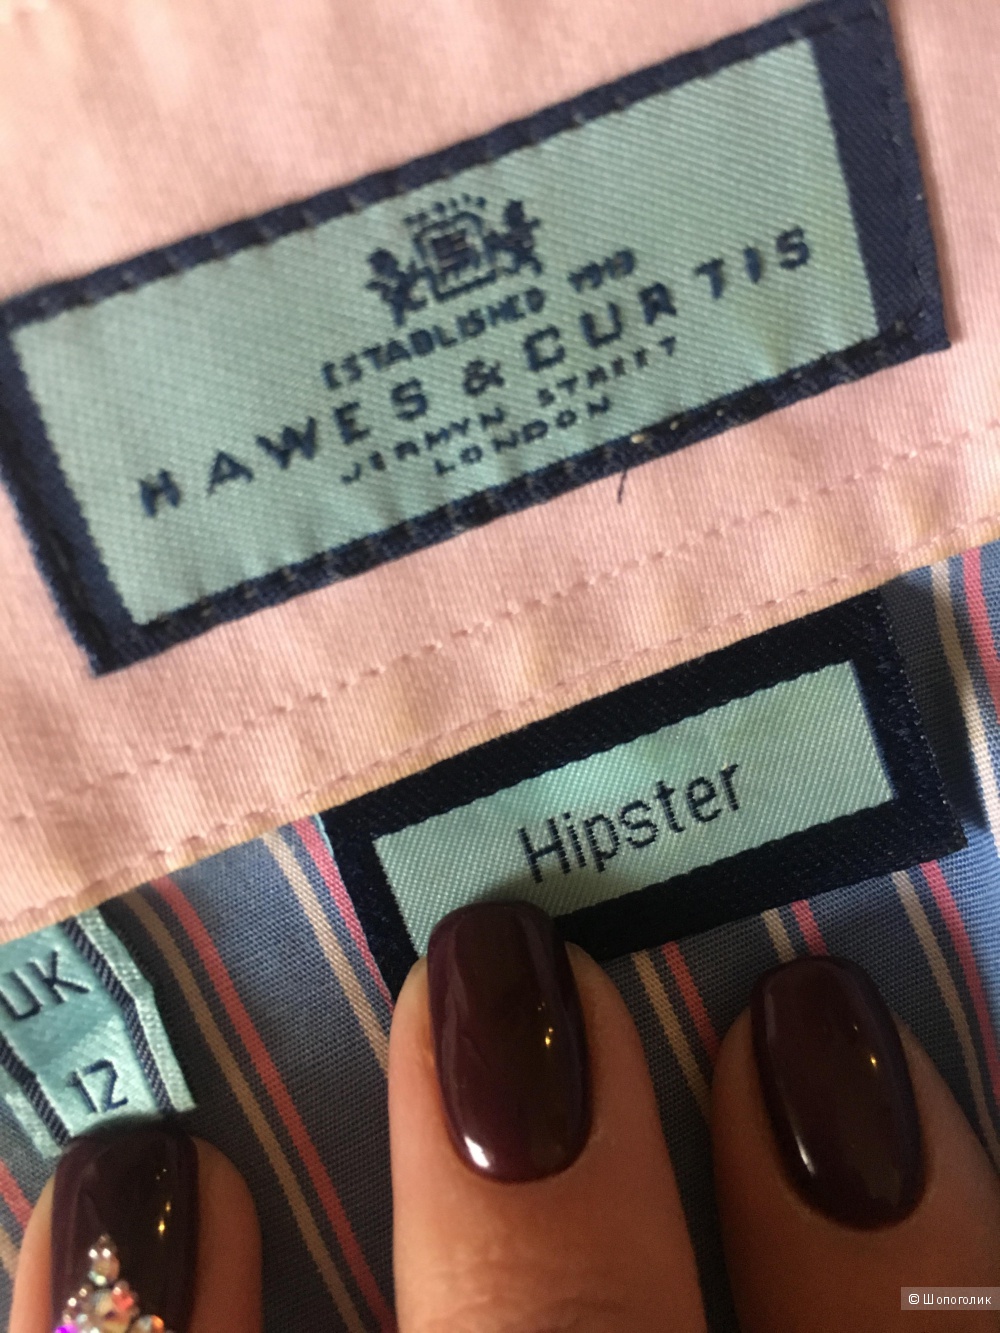 ESTABLISHED 1913
HAWES & CURTIS
JERMYN STREET
LONDON
Hipster
UK
12
© Шопоголик